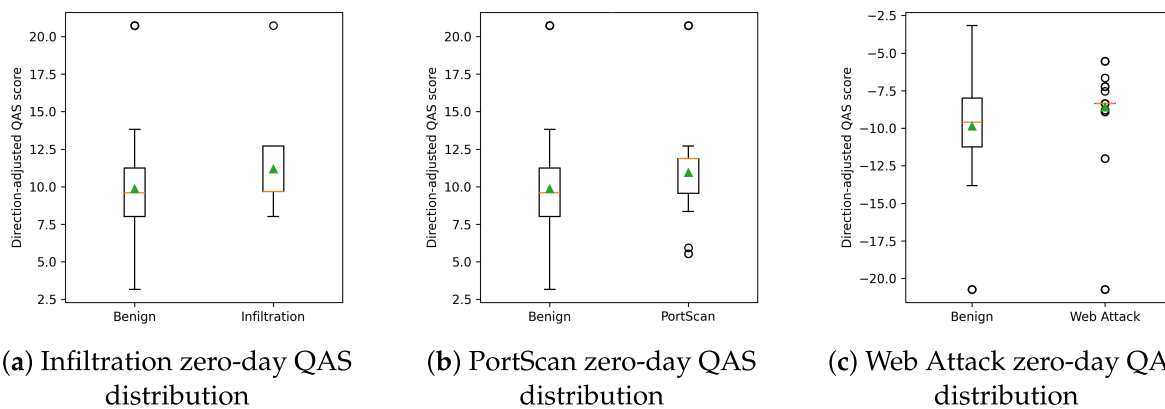 Direction-adjusted QAS score
20.0
17.5
15.0
12.5
10.0
7.5
5.0
2.5
Benign
Infiltration
(a) Infiltration zero-day QAS
distribution
Direction-adjusted QAS score
20.0
17.5
15.0
12.5
10.0
7.5
5.0
2.5
Benign
PortScan
(b) PortScan zero-day QAS
distribution
Direction-adjusted QAS score
−2.5
−5.0
−7.5
−10.0
−12.5
−15.0
−17.5
−20.0
Benign
Web Attack
(c) Web Attack zero-day QA
distribution